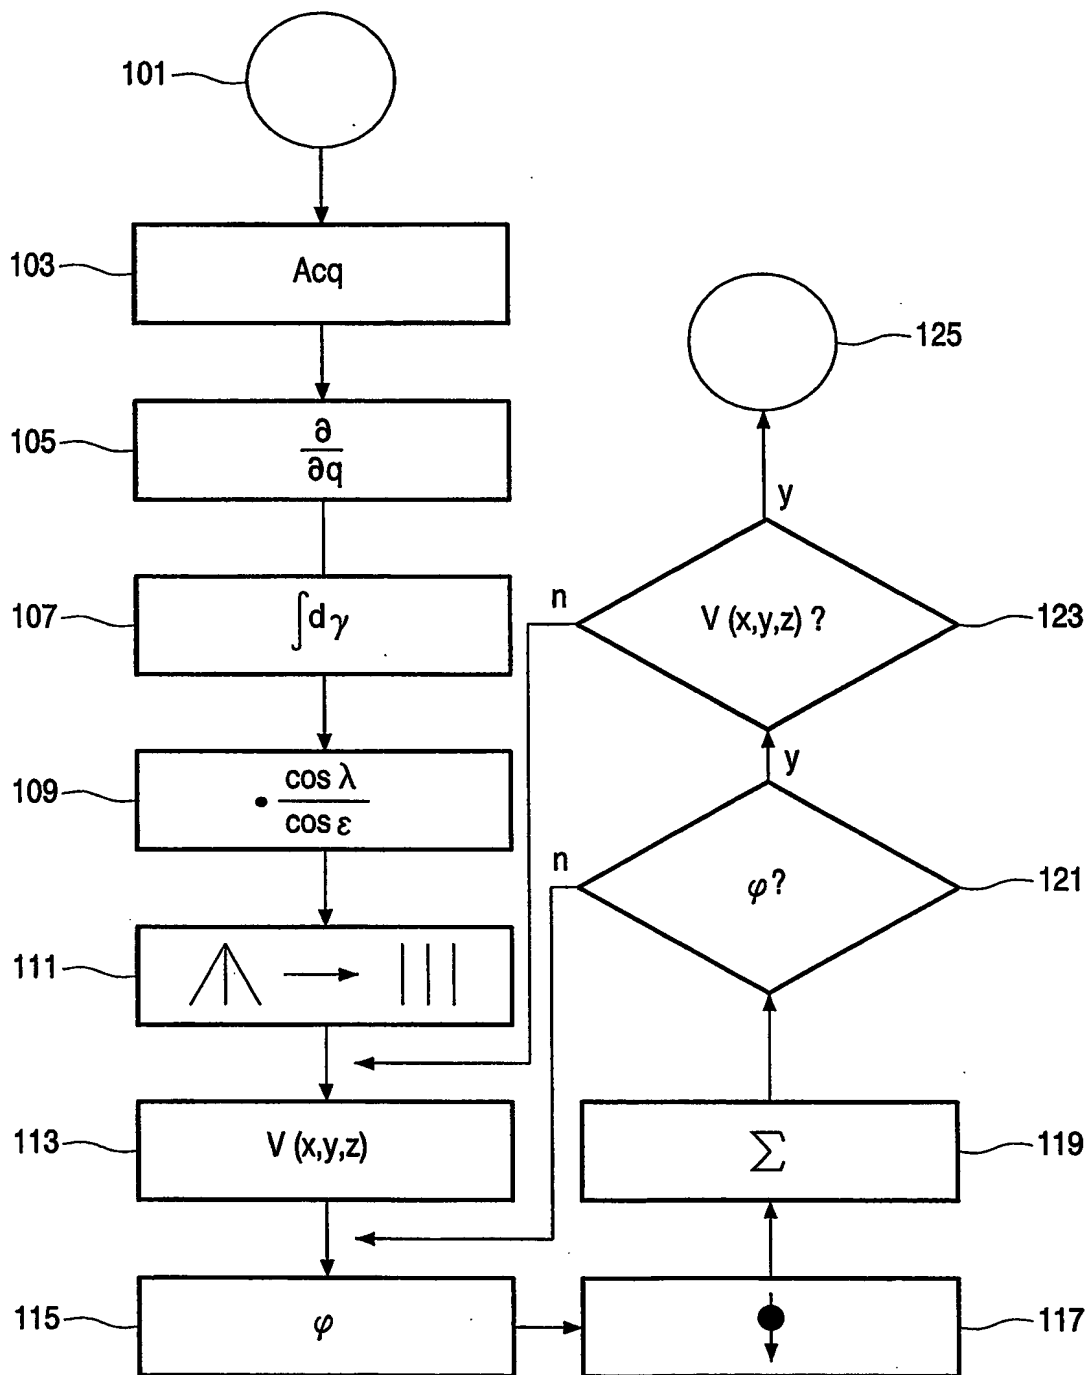 101
103 Acq
105 ∂
∂q
107 ∫dγ
109 • cos λ
cos ε
111
113 V (x,y,z)
115 φ
117
119 Σ
121 φ?
n
y
123 V (x,y,z) ?
n
y
125